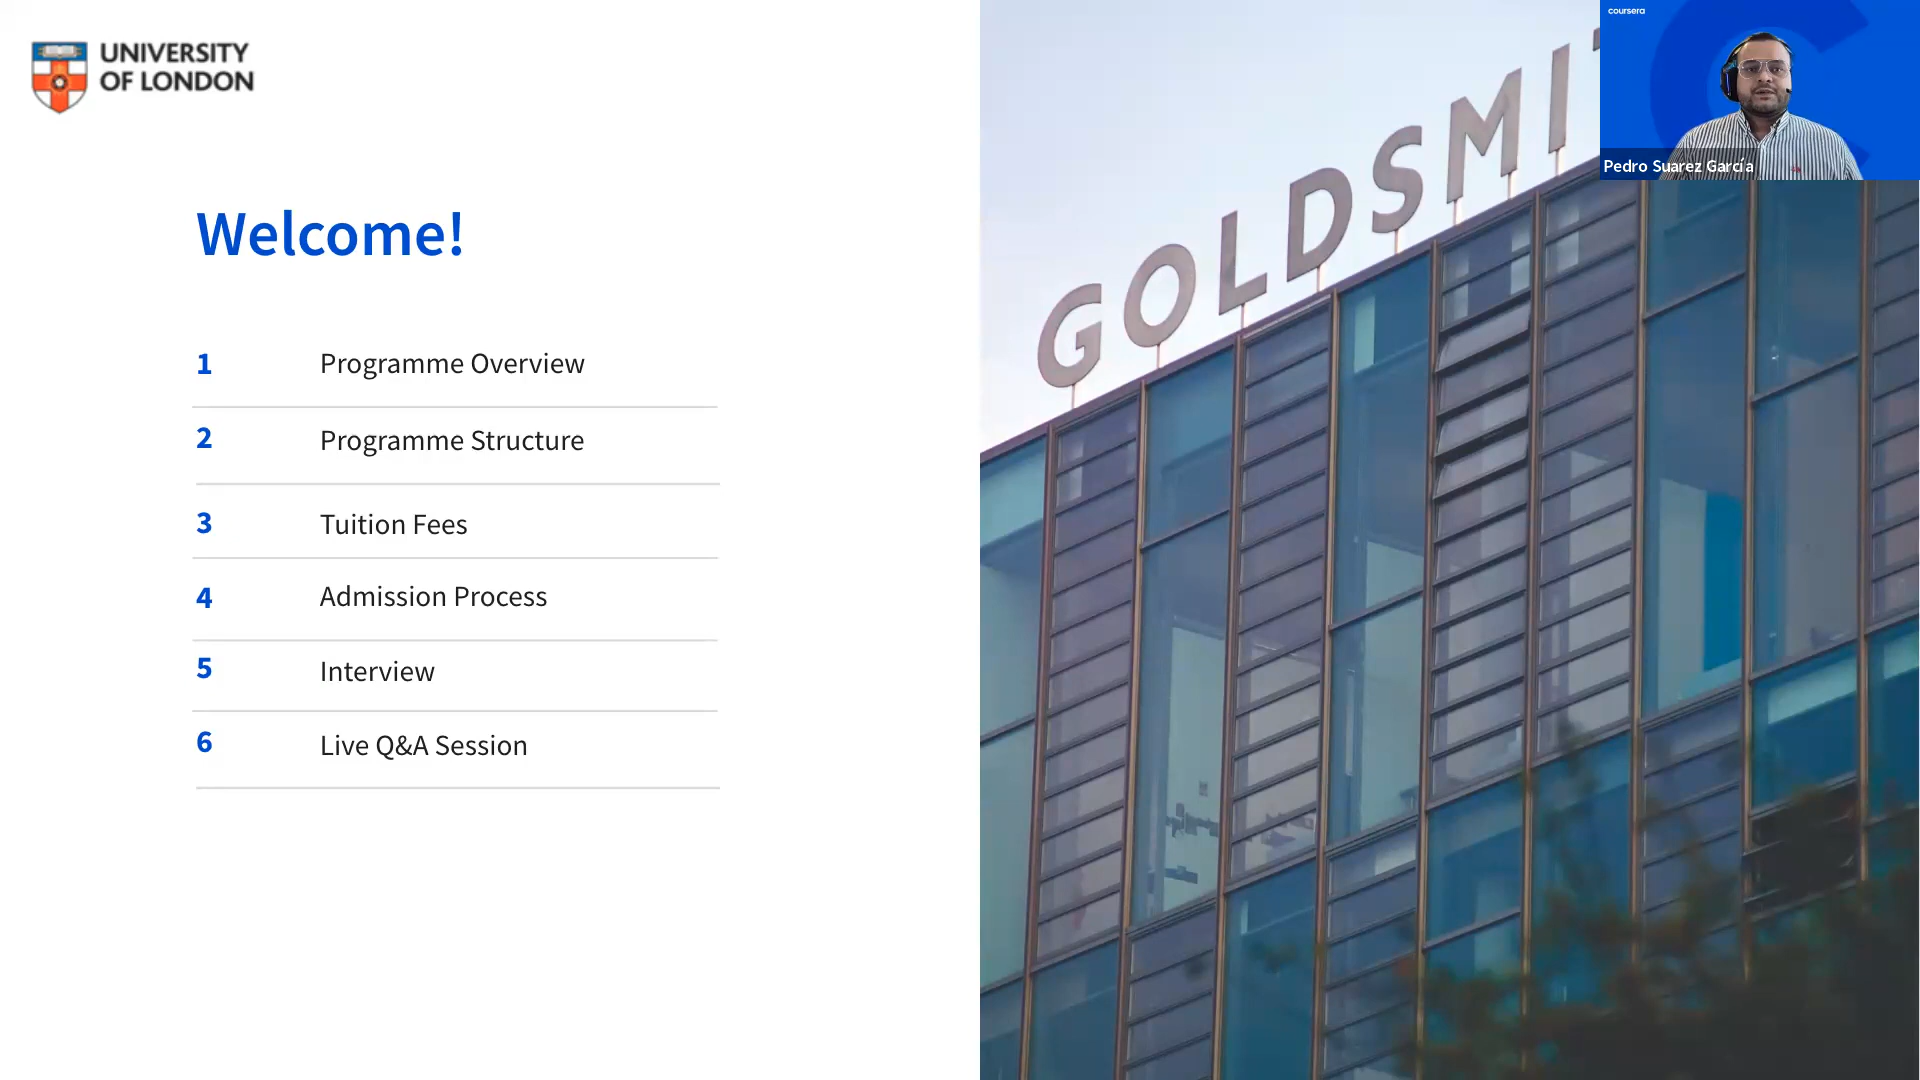 UNIVERSITY
OF LONDON
Welcome!
1 Programme Overview
2 Programme Structure
3 Tuition Fees
4 Admission Process
5 Interview
6 Live Q&A Session
GOLDSMI
coursera
Pedro Suarez García